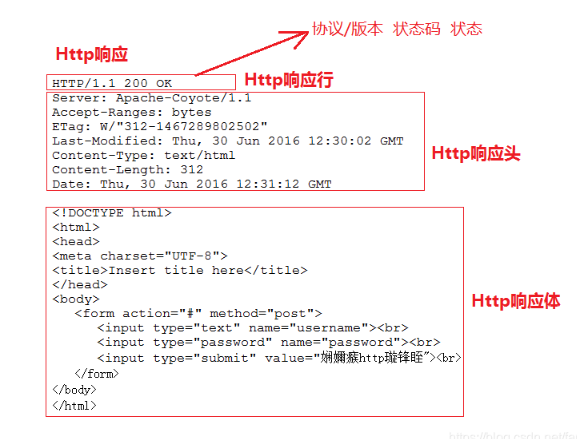 协议/版本 状态码 状态
Http响应
HTTP/1.1 200 OK
Http响应行
Server: Apache-Coyote/1.1
Accept-Ranges: bytes
ETag: W/"312-1467289802502"
Last-Modified: Thu, 30 Jun 2016 12:30:02 GMT
Content-Type: text/html
Content-Length: 312
Date: Thu, 30 Jun 2016 12:31:12 GMT
Http响应头
<!DOCTYPE html>
<html>
<head>
<meta charset="UTF-8">
<title>Insert title here</title>
</head>
<body>
<form action="#" method="post">
<input type="text" name="username"><br>
<input type="password" name="password"><br>
<input type="submit" value="娴嬭瘯http璇锋眰"><br>
</form>
</body>
</html>
Http响应体